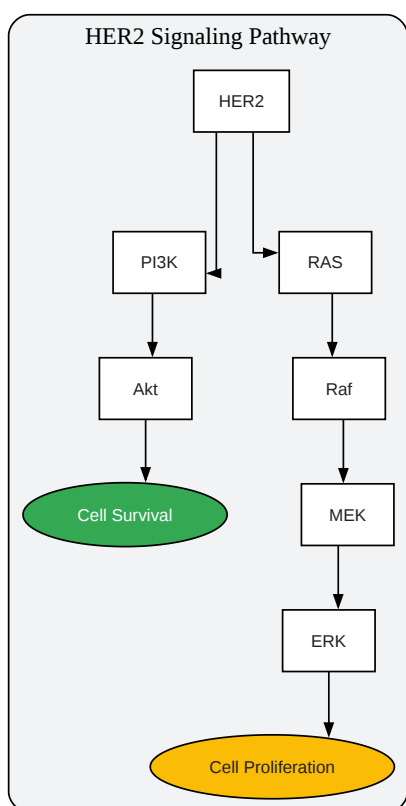 HER2 Signaling Pathway
HER2
PI3K
RAS
Akt
Raf
Cell Survival
MEK
ERK
Cell Proliferation